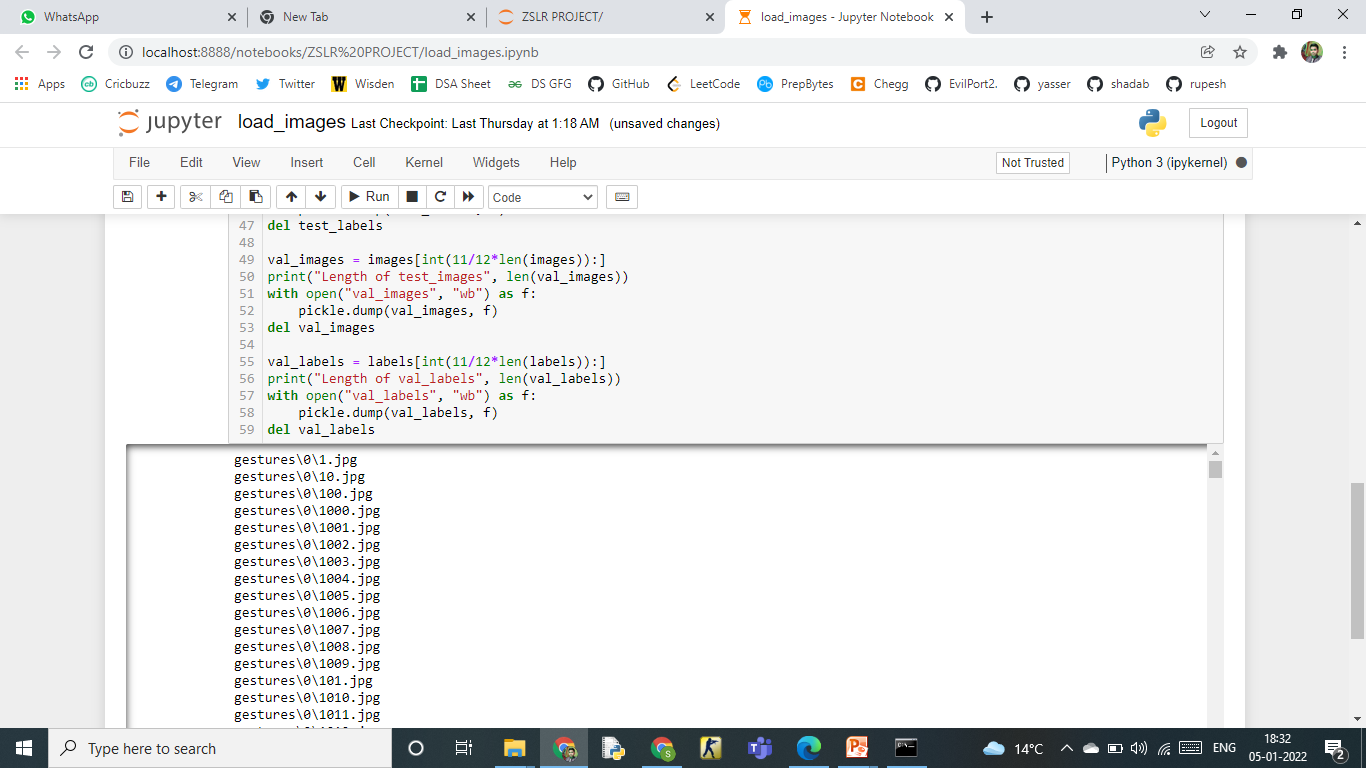 WhatsApp
New Tab
ZSLR PROJECT/
load_images - Jupyter Notebook
localhost:8888/notebooks/ZSLR%20PROJECT/load_images.ipynb
Apps Cricbuzz Telegram Twitter Wisden DSA Sheet DS GFG GitHub LeetCode PrepBytes Chegg EvilPort2. yasser shadab rupesh
jupyter load_images Last Checkpoint: Last Thursday at 1:18 AM (unsaved changes)
Logout
File Edit View Insert Cell Kernel Widgets Help
Not Trusted
Python 3 (ipykernel)
Run
Code
47 del test_labels
48
49 val_images = images[int(11/12*len(images)):]
50 print("Length of test_images", len(val_images))
51 with open("val_images", "wb") as f:
52     pickle.dump(val_images, f)
53 del val_images
54
55 val_labels = labels[int(11/12*len(labels)):]
56 print("Length of val_labels", len(val_labels))
57 with open("val_labels", "wb") as f:
58     pickle.dump(val_labels, f)
59 del val_labels
gestures\0\1.jpg
gestures\0\10.jpg
gestures\0\100.jpg
gestures\0\1000.jpg
gestures\0\1001.jpg
gestures\0\1002.jpg
gestures\0\1003.jpg
gestures\0\1004.jpg
gestures\0\1005.jpg
gestures\0\1006.jpg
gestures\0\1007.jpg
gestures\0\1008.jpg
gestures\0\1009.jpg
gestures\0\101.jpg
gestures\0\1010.jpg
gestures\0\1011.jpg
Type here to search
14°C
ENG
18:32
05-01-2022
2